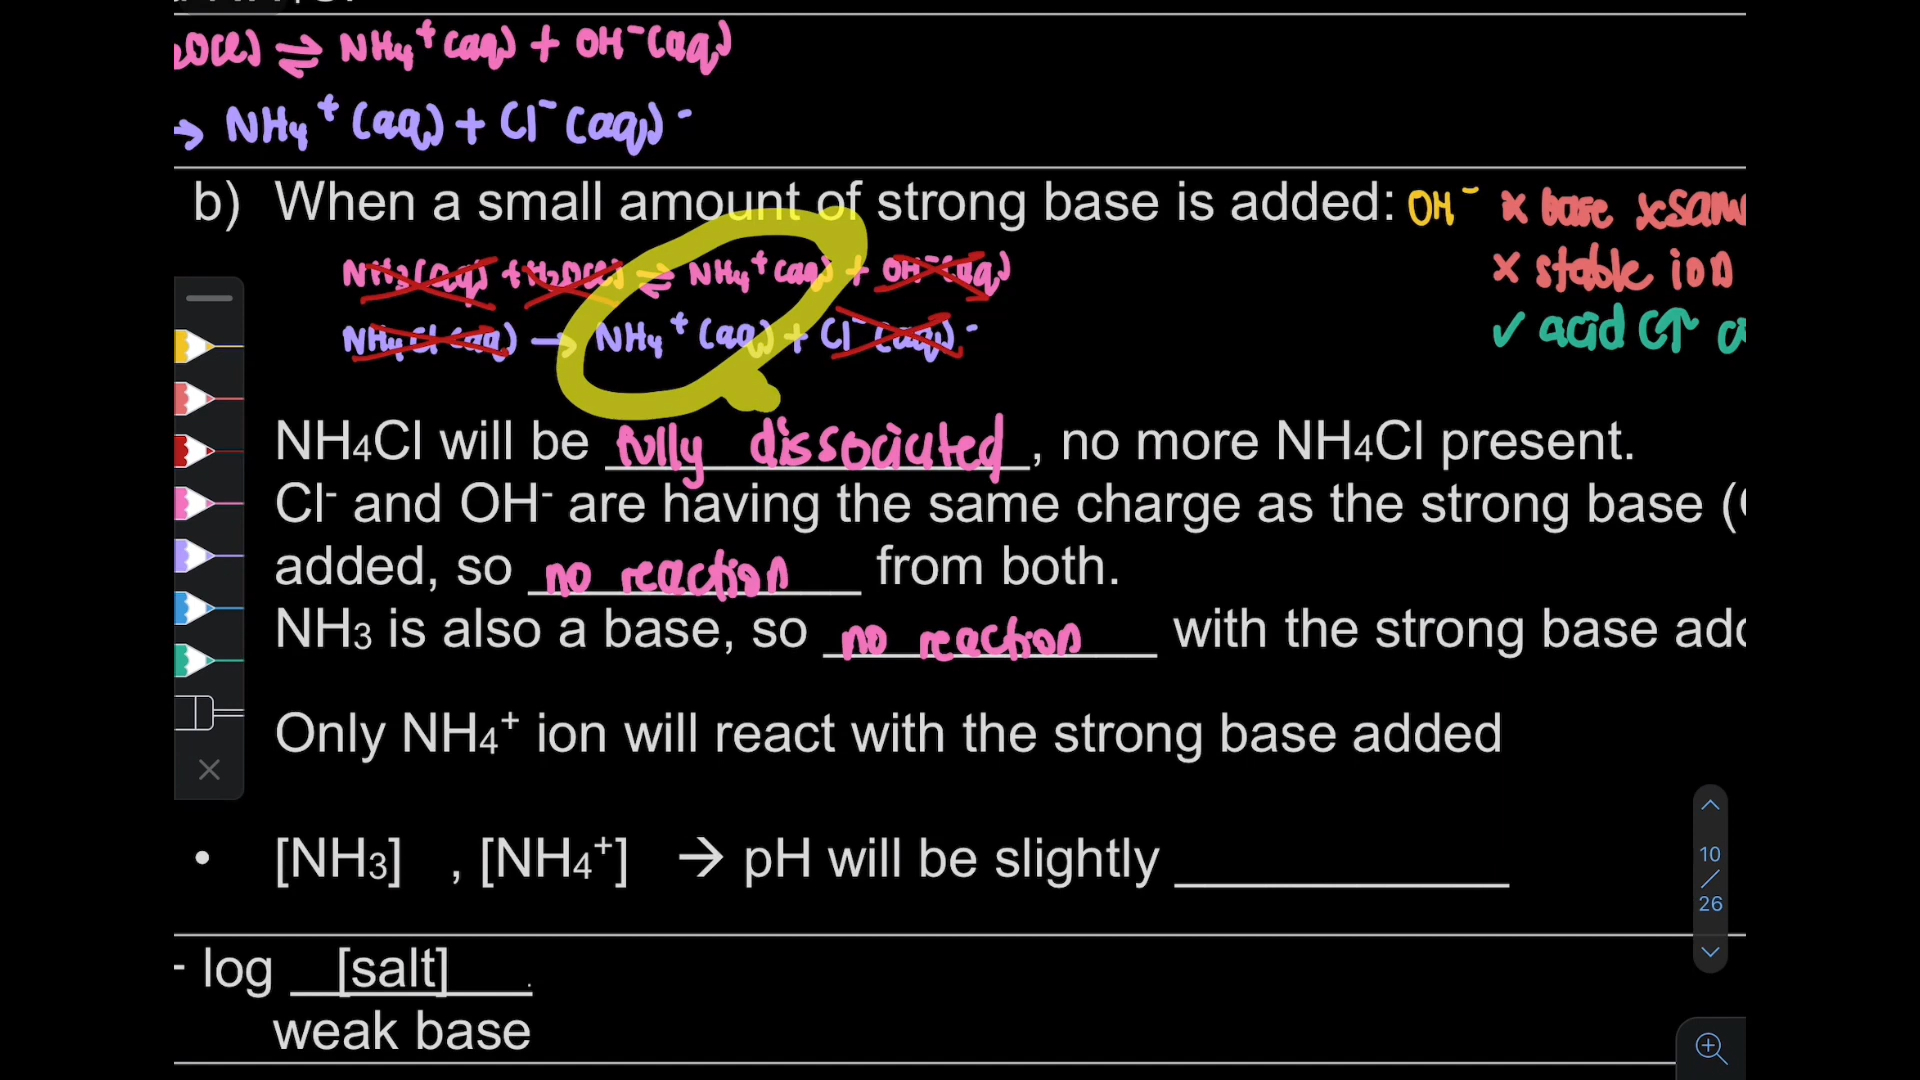 2O(l) ⇌ NH4+ (aq) + OH-(aq)
→ NH4+ (aq) + Cl- (aq) -
b) When a small amount of strong base is added: OH- x base x sam
NH3(aq) + H2O(l) ⇌ NH4+ (aq) + OH-(aq) x stable ion
NH4Cl (aq) → NH4+ (aq) + Cl- (aq) - ✓ acid C↑
NH4Cl will be fully dissociated, no more NH4Cl present.
Cl- and OH- are having the same charge as the strong base (
added, so no reaction from both.
NH3 is also a base, so no reaction with the strong base add
Only NH4+ ion will react with the strong base added
• [NH3] , [NH4+] → pH will be slightly ____________
10
/
26
- log [salt] .
weak base